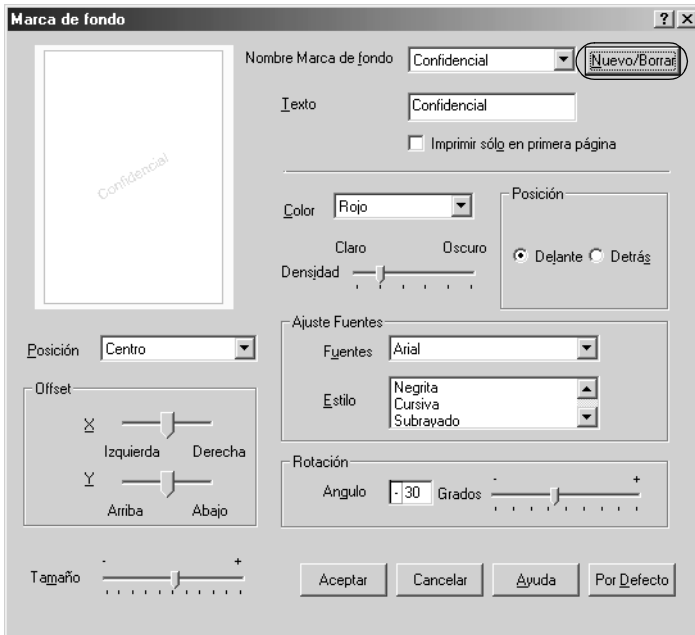 Marca de fondo
Nombre Marca de fondo Confidencial Nuevo/Borrar
Texto Confidencial
Imprimir sólo en primera página
Confidencial
Color Rojo
Posición
Claro Oscuro
Densidad
Delante Detrás
Posición Centro
Ajuste Fuentes
Fuentes Arial
Estilo Negrita
Cursiva
Subrayado
Offset
X
Izquierda Derecha
Y
Arriba Abajo
Rotación
Angulo - 30 Grados - +
Tamaño - +
Aceptar Cancelar Ayuda Por Defecto